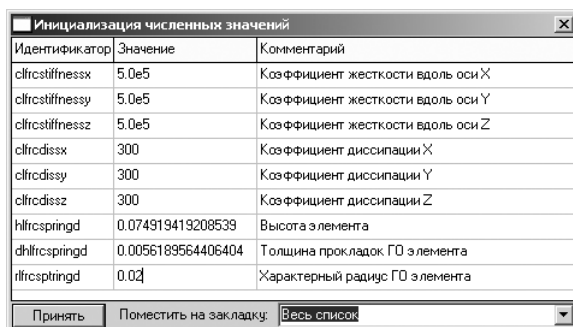 Инициализация численных значений
Идентификатор Значение Комментарий
clfrcstiffnessx 5.0e5 Коэффициент жесткости вдоль оси X
clfrcstiffnessy 5.0e5 Коэффициент жесткости вдоль оси Y
clfrcstiffnessz 5.0e5 Коэффициент жесткости вдоль оси Z
clfrcdissx 300 Коэффициент диссипации X
clfrcdissy 300 Коэффициент диссипации Y
clfrcdissz 300 Коэффициент диссипации Z
hlfrcspringd 0.074919419208539 Высота элемента
dhlfrcspringd 0.0056189564406404 Толщина прокладок ГО элемента
rlfrcsptringd 0.02 Характерный радиус ГО элемента
Принять Поместить на закладку: Весь список